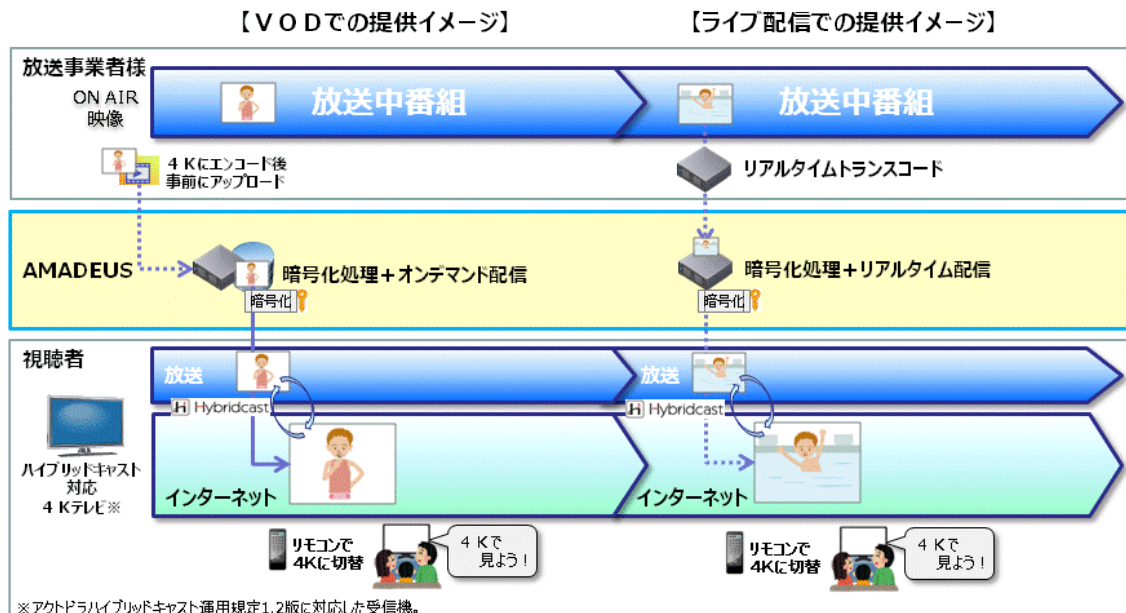 【ＶＯＤでの提供イメージ】
【ライブ配信での提供イメージ】
放送事業者様
ON AIR
映像
放送中番組
放送中番組
４Ｋにエンコード後
事前にアップロード
リアルタイムトランスコード
AMADEUS
暗号化処理＋オンデマンド配信
暗号化
暗号化処理＋リアルタイム配信
暗号化
視聴者
放送
放送
Hybridcast
Hybridcast
ハイブリッドキャスト
対応
４Ｋテレビ※
インターネット
インターネット
リモコンで
4Kに切替
４Ｋで
見よう！
リモコンで
4Kに切替
４Ｋで
見よう！
※アクトビラハイブリッドキャスト運用規定1.2版に対応した受信機。